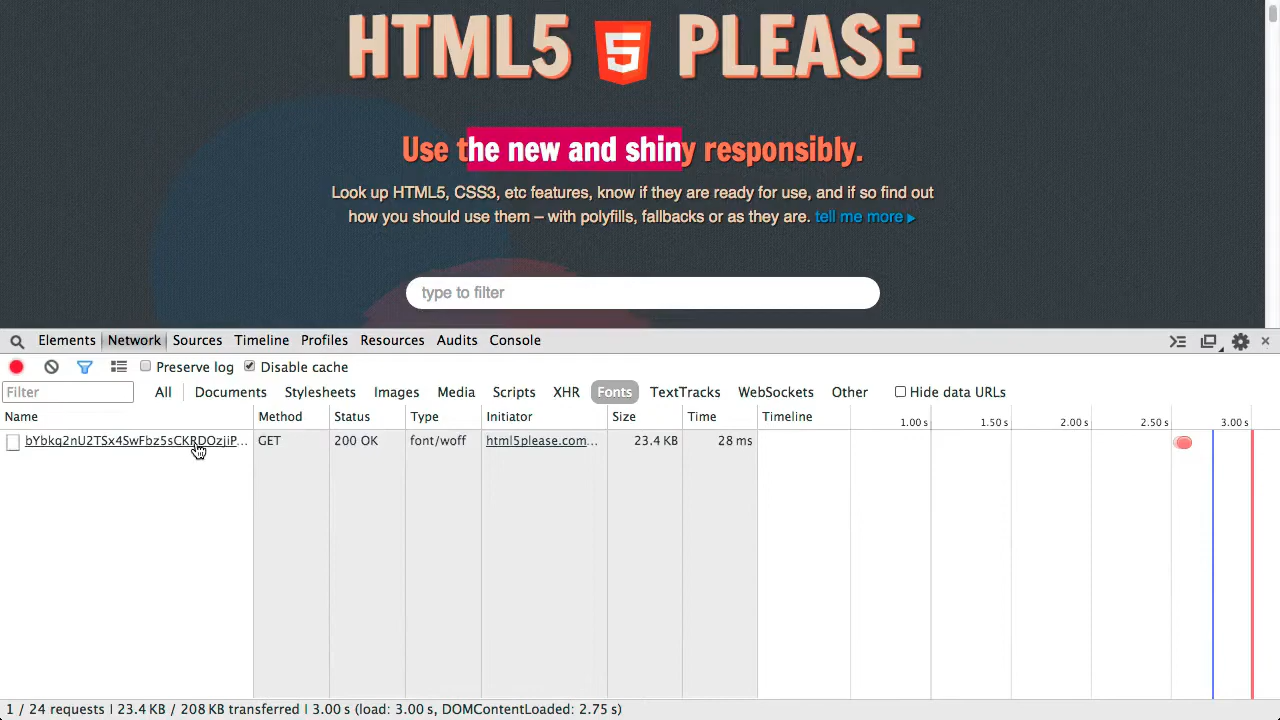 HTML5 5 PLEASE
Use the new and shiny responsibly.
Look up HTML5, CSS3, etc features, know if they are ready for use, and if so find out
how you should use them – with polyfills, fallbacks or as they are. tell me more ▸
type to filter
Elements Network Sources Timeline Profiles Resources Audits Console
Preserve log Disable cache
Filter All Documents Stylesheets Images Media Scripts XHR Fonts TextTracks WebSockets Other Hide data URLs
Name Method Status Type Initiator Size Time Timeline 1.00 s 1.50 s 2.00 s 2.50 s 3.00 s
bYbkq2nU2TSx4SwFbz5sCKRDOzjiP... GET 200 OK font/woff html5please.com... 23.4 KB 28 ms
1 / 24 requests | 23.4 KB / 208 KB transferred | 3.00 s (load: 3.00 s, DOMContentLoaded: 2.75 s)